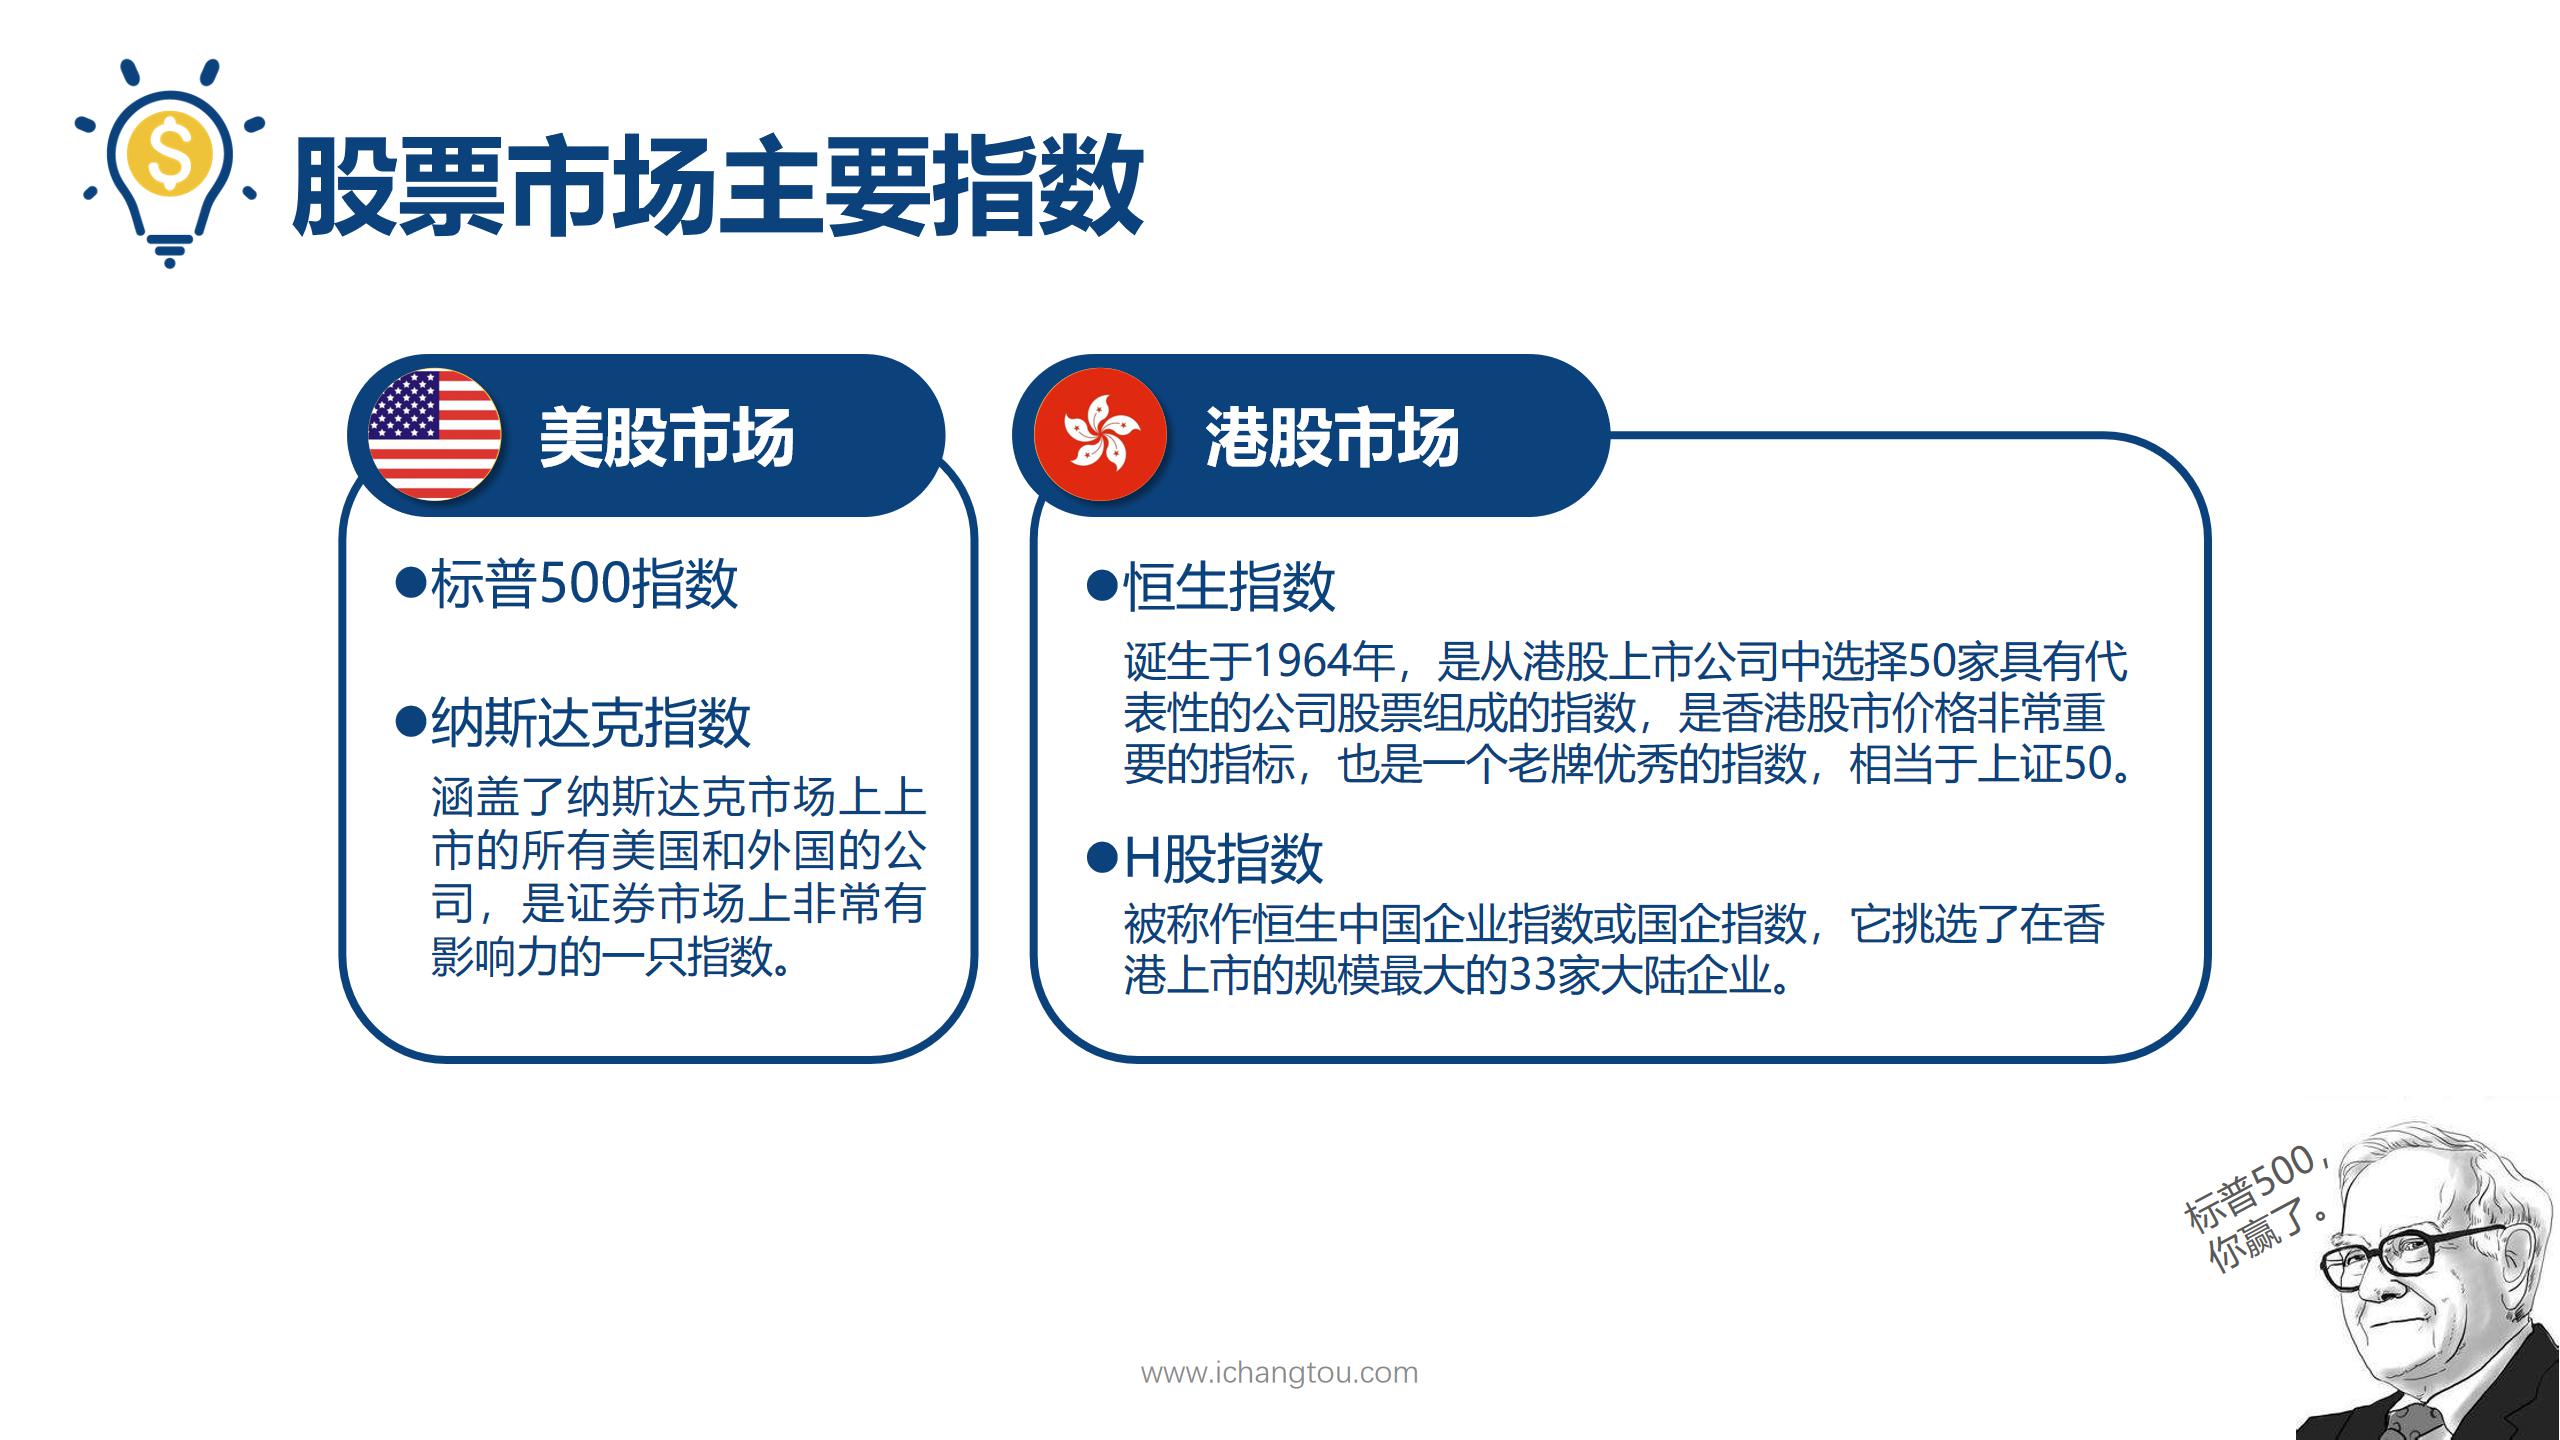 股票市场主要指数
美股市场
标普500指数
纳斯达克指数
涵盖了纳斯达克市场上上
市的所有美国和外国的公
司，是证券市场上非常有
影响力的一只指数。
港股市场
恒生指数
诞生于1964年，是从港股上市公司中选择50家具有代
表性的公司股票组成的指数，是香港股市价格非常重
要的指标，也是一个老牌优秀的指数，相当于上证50。
H股指数
被称作恒生中国企业指数或国企指数，它挑选了在香
港上市的规模最大的33家大陆企业。
标普500，
你赢了。
www.ichangtou.com